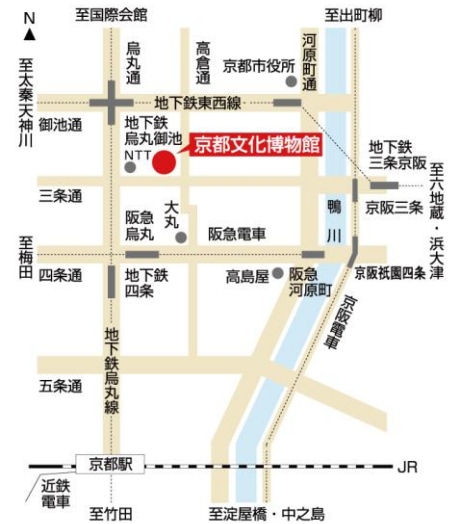 N
至国際会館
至出町柳
烏丸通
高倉通
河原町通
京都市役所
至太秦天神川
地下鉄東西線
御池通
地下鉄
烏丸御池
NTT
京都文化博物館
地下鉄
三条京阪
三条通
京阪三条
至六地蔵・浜大津
鴨川
大丸
阪急
烏丸
阪急電車
至梅田
四条通
地下鉄
四条
高島屋
阪急
河原町
京阪祇園四条
京阪電車
地下鉄烏丸線
五条通
京都駅
JR
近鉄
電車
至竹田
至淀屋橋・中之島